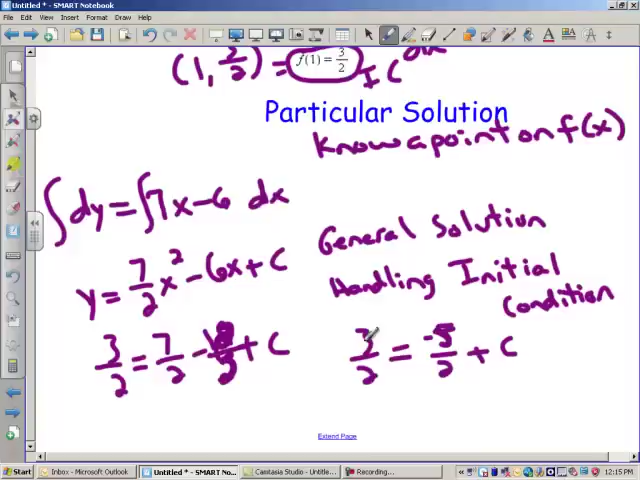 Untitled * - SMART Notebook
File Edit View Insert Format Tools Draw Help
(1, 3/2) = f(1) = 3/2 I C
Particular Solution
Know a point on f(x)
∫dy = ∫7x - 6 dx
General Solution
y = 7/2 x² - 6x + C
Handling Initial
Condition
3/2 = 7/2 - 12/2 + C
3/2 = -5/2 + C
Extend Page
Start
Inbox - Microsoft Outlook
Untitled * - SMART No...
Camtasia Studio - Untitle...
Recording...
12:15 PM